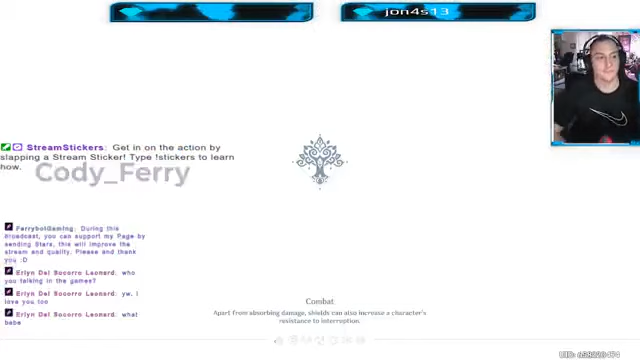 jon4s13
StreamStickers: Get in on the action by
slapping a Stream Sticker! Type !stickers to learn
how.
Cody_Ferry
FerryboiGaming: During this
broadcast, you can support my Page by
sending Stars, this will improve the
stream and quality. Please and thank
you :D
Erlyn Del Socorro Leonard: who
you talking in the games?
Erlyn Del Socorro Leonard: yw, I
love you too
Erlyn Del Socorro Leonard: what
babe
Combat
Apart from absorbing damage, shields can also increase a character's
resistance to interruption.